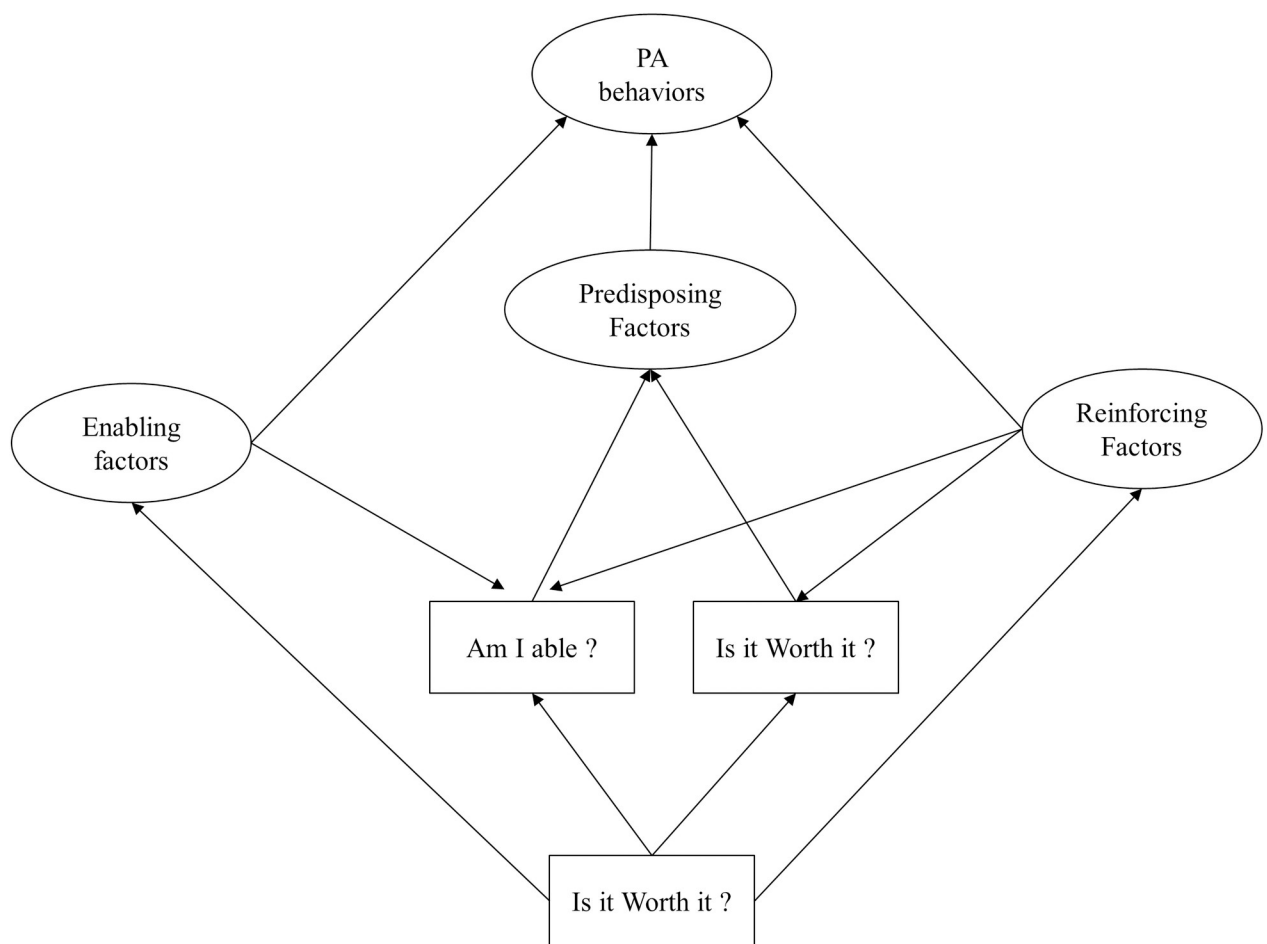 PA
behaviors
Predisposing
Factors
Enabling
factors
Reinforcing
Factors
Am I able ?
Is it Worth it ?
Is it Worth it ?